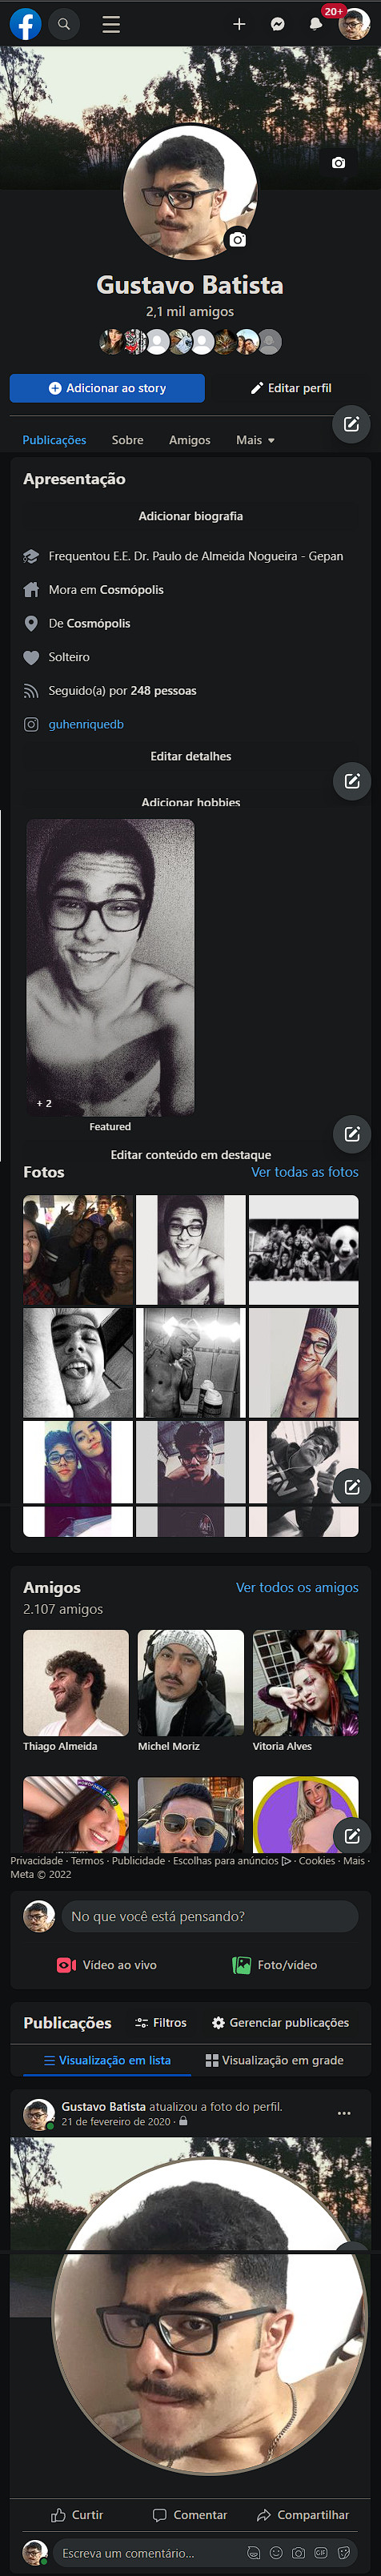 20+
Gustavo Batista
2,1 mil amigos
Adicionar ao story
Editar perfil
Publicações
Sobre
Amigos
Mais
Apresentação
Adicionar biografia
Frequentou E.E. Dr. Paulo de Almeida Nogueira - Gepan
Mora em Cosmópolis
De Cosmópolis
Solteiro
Seguido(a) por 248 pessoas
guhenriquedb
Editar detalhes
Adicionar hobbies
+ 2
Featured
Editar conteúdo em destaque
Fotos
Ver todas as fotos
Amigos
Ver todos os amigos
2.107 amigos
Thiago Almeida
Michel Moriz
Vitoria Alves
Privacidade · Termos · Publicidade · Escolhas para anúncios · Cookies · Mais ·
Meta © 2022
No que você está pensando?
Vídeo ao vivo
Foto/vídeo
Publicações
Filtros
Gerenciar publicações
Visualização em lista
Visualização em grade
Gustavo Batista atualizou a foto do perfil.
21 de fevereiro de 2020 ·
Curtir
Comentar
Compartilhar
Escreva um comentário...
GIF